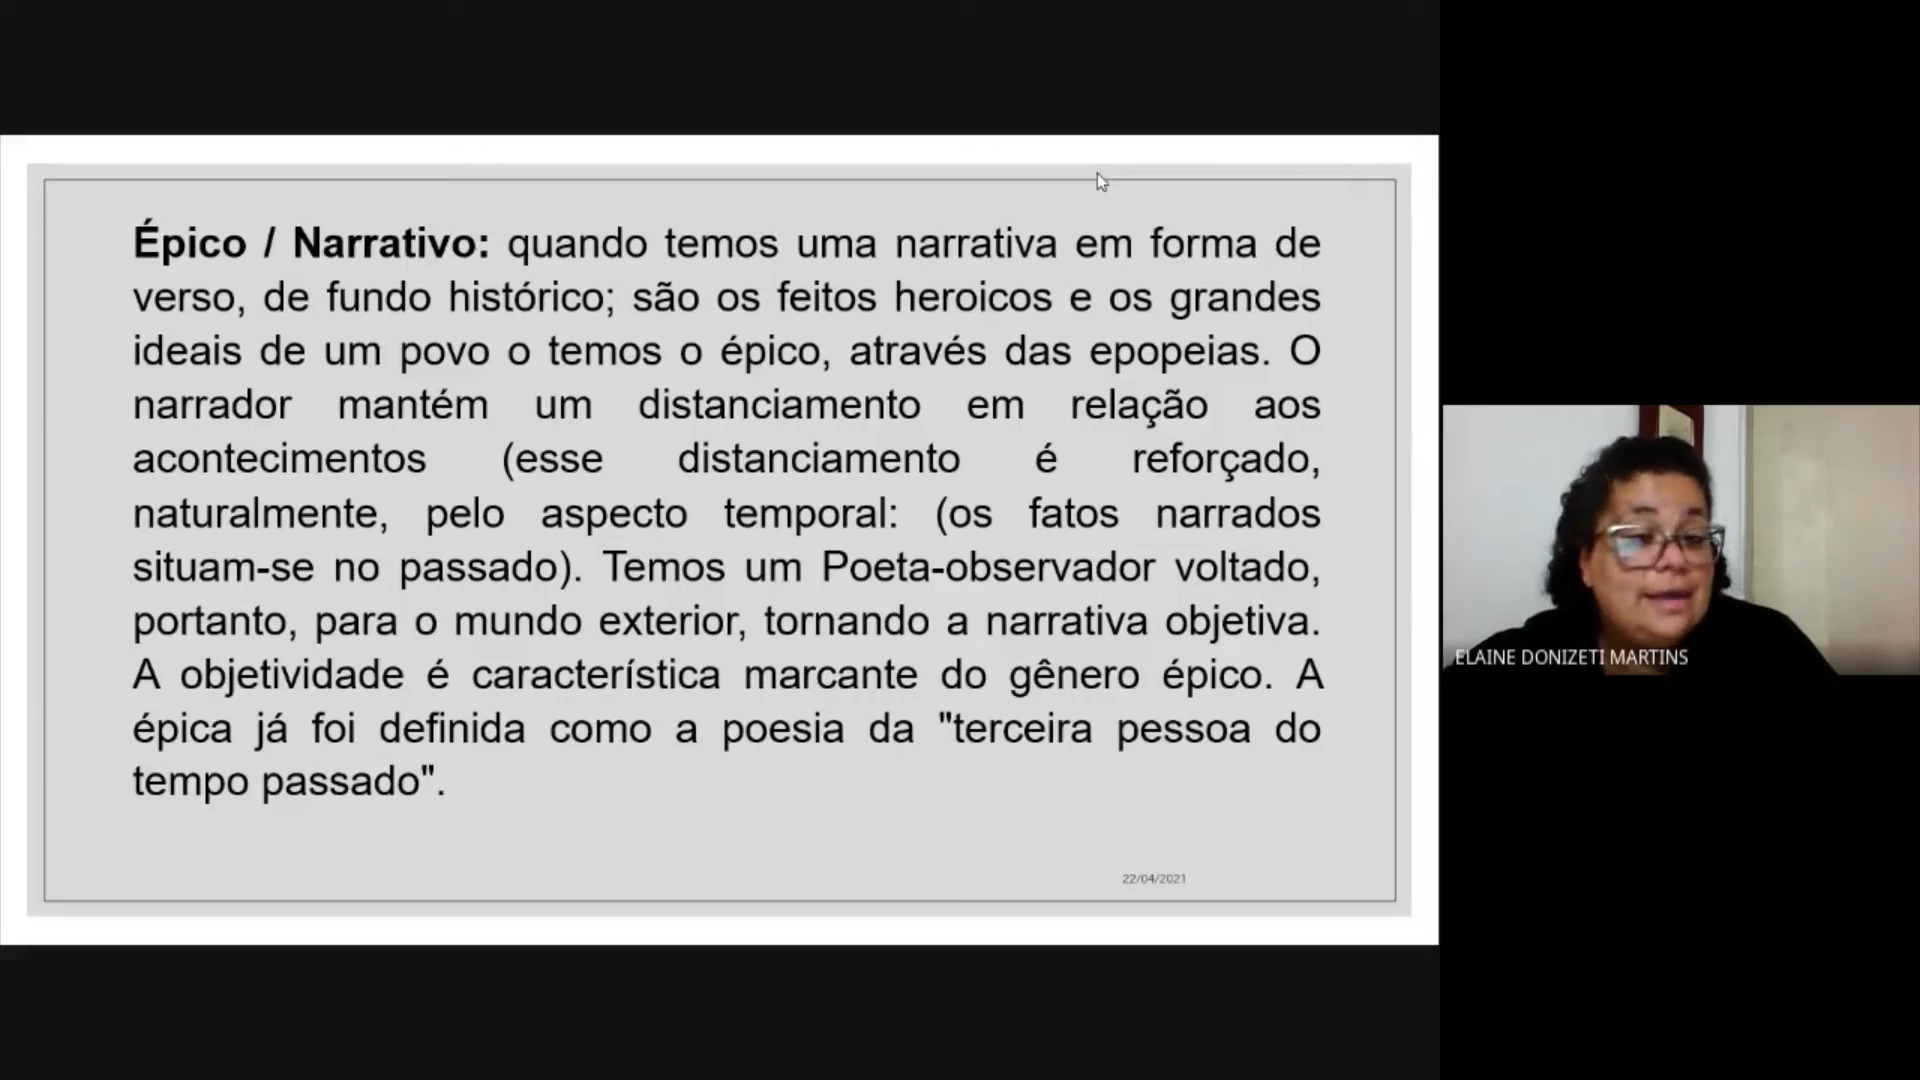 Épico / Narrativo: quando temos uma narrativa em forma de
verso, de fundo histórico; são os feitos heroicos e os grandes
ideais de um povo o temos o épico, através das epopeias. O
narrador mantém um distanciamento em relação aos
acontecimentos (esse distanciamento é reforçado,
naturalmente, pelo aspecto temporal: (os fatos narrados
situam-se no passado). Temos um Poeta-observador voltado,
portanto, para o mundo exterior, tornando a narrativa objetiva.
A objetividade é característica marcante do gênero épico. A
épica já foi definida como a poesia da "terceira pessoa do
tempo passado".
22/04/2021
ELAINE DONIZETI MARTINS